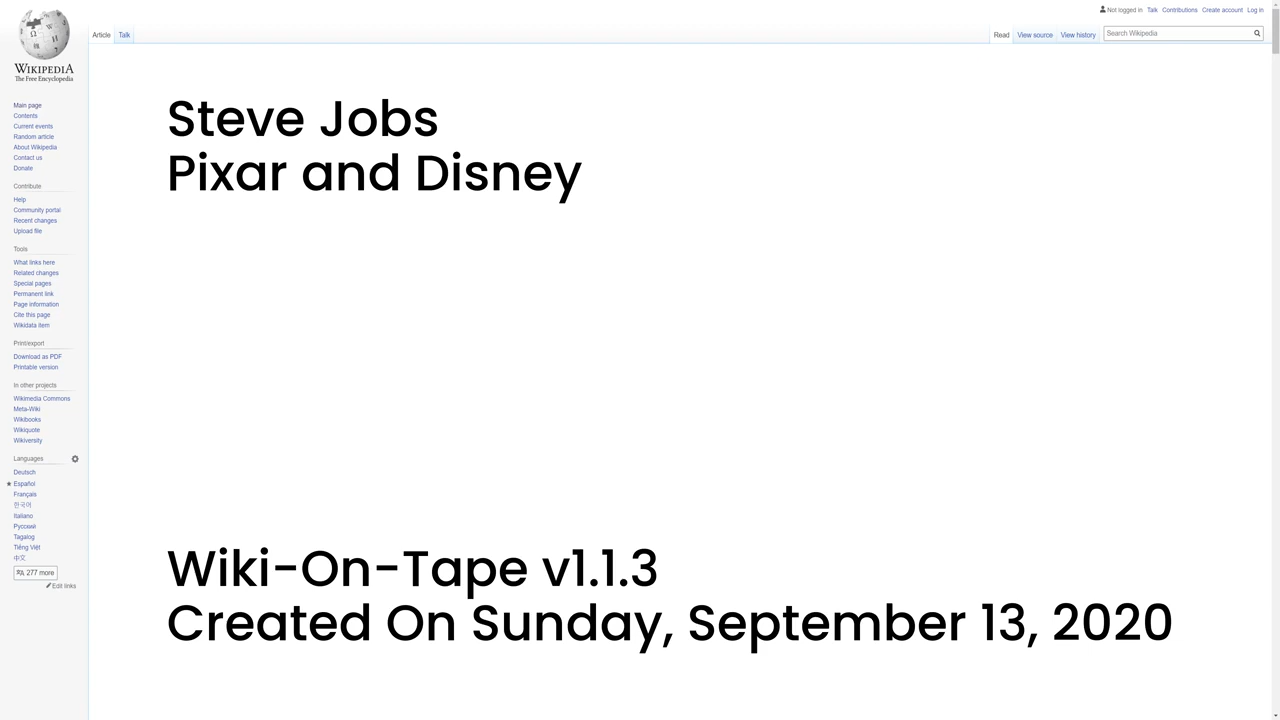 Not logged in Talk Contributions Create account Log in
Article Talk Read View source View history Search Wikipedia
WIKIPEDIA
The Free Encyclopedia
Main page
Contents
Current events
Random article
About Wikipedia
Contact us
Donate
Contribute
Help
Community portal
Recent changes
Upload file
Tools
What links here
Related changes
Special pages
Permanent link
Page information
Cite this page
Wikidata item
Print/export
Download as PDF
Printable version
In other projects
Wikimedia Commons
Meta-Wiki
Wikibooks
Wikiquote
Wikiversity
Languages
Deutsch
Español
Français
한국어
Italiano
Русский
Tagalog
Tiếng Việt
中文
277 more
Edit links
Steve Jobs
Pixar and Disney
Wiki-On-Tape v1.1.3
Created On Sunday, September 13, 2020